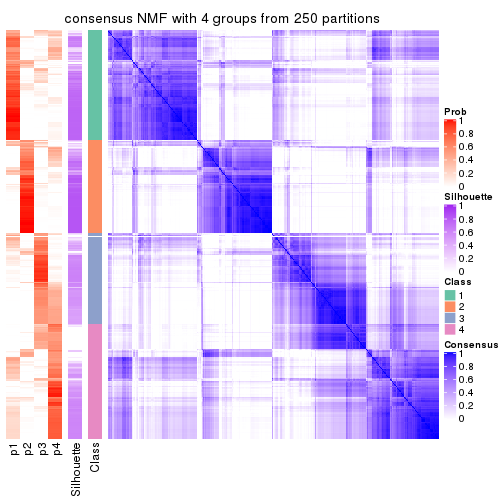 consensus NMF with 4 groups from 250 partitions
Prob
1
0.8
0.6
0.4
0.2
0
Silhouette
1
0.8
0.6
0.4
0.2
0
Class
1
2
3
4
Consensus
1
0.8
0.6
0.4
0.2
0
p1
p2
p3
p4
Silhouette
Class